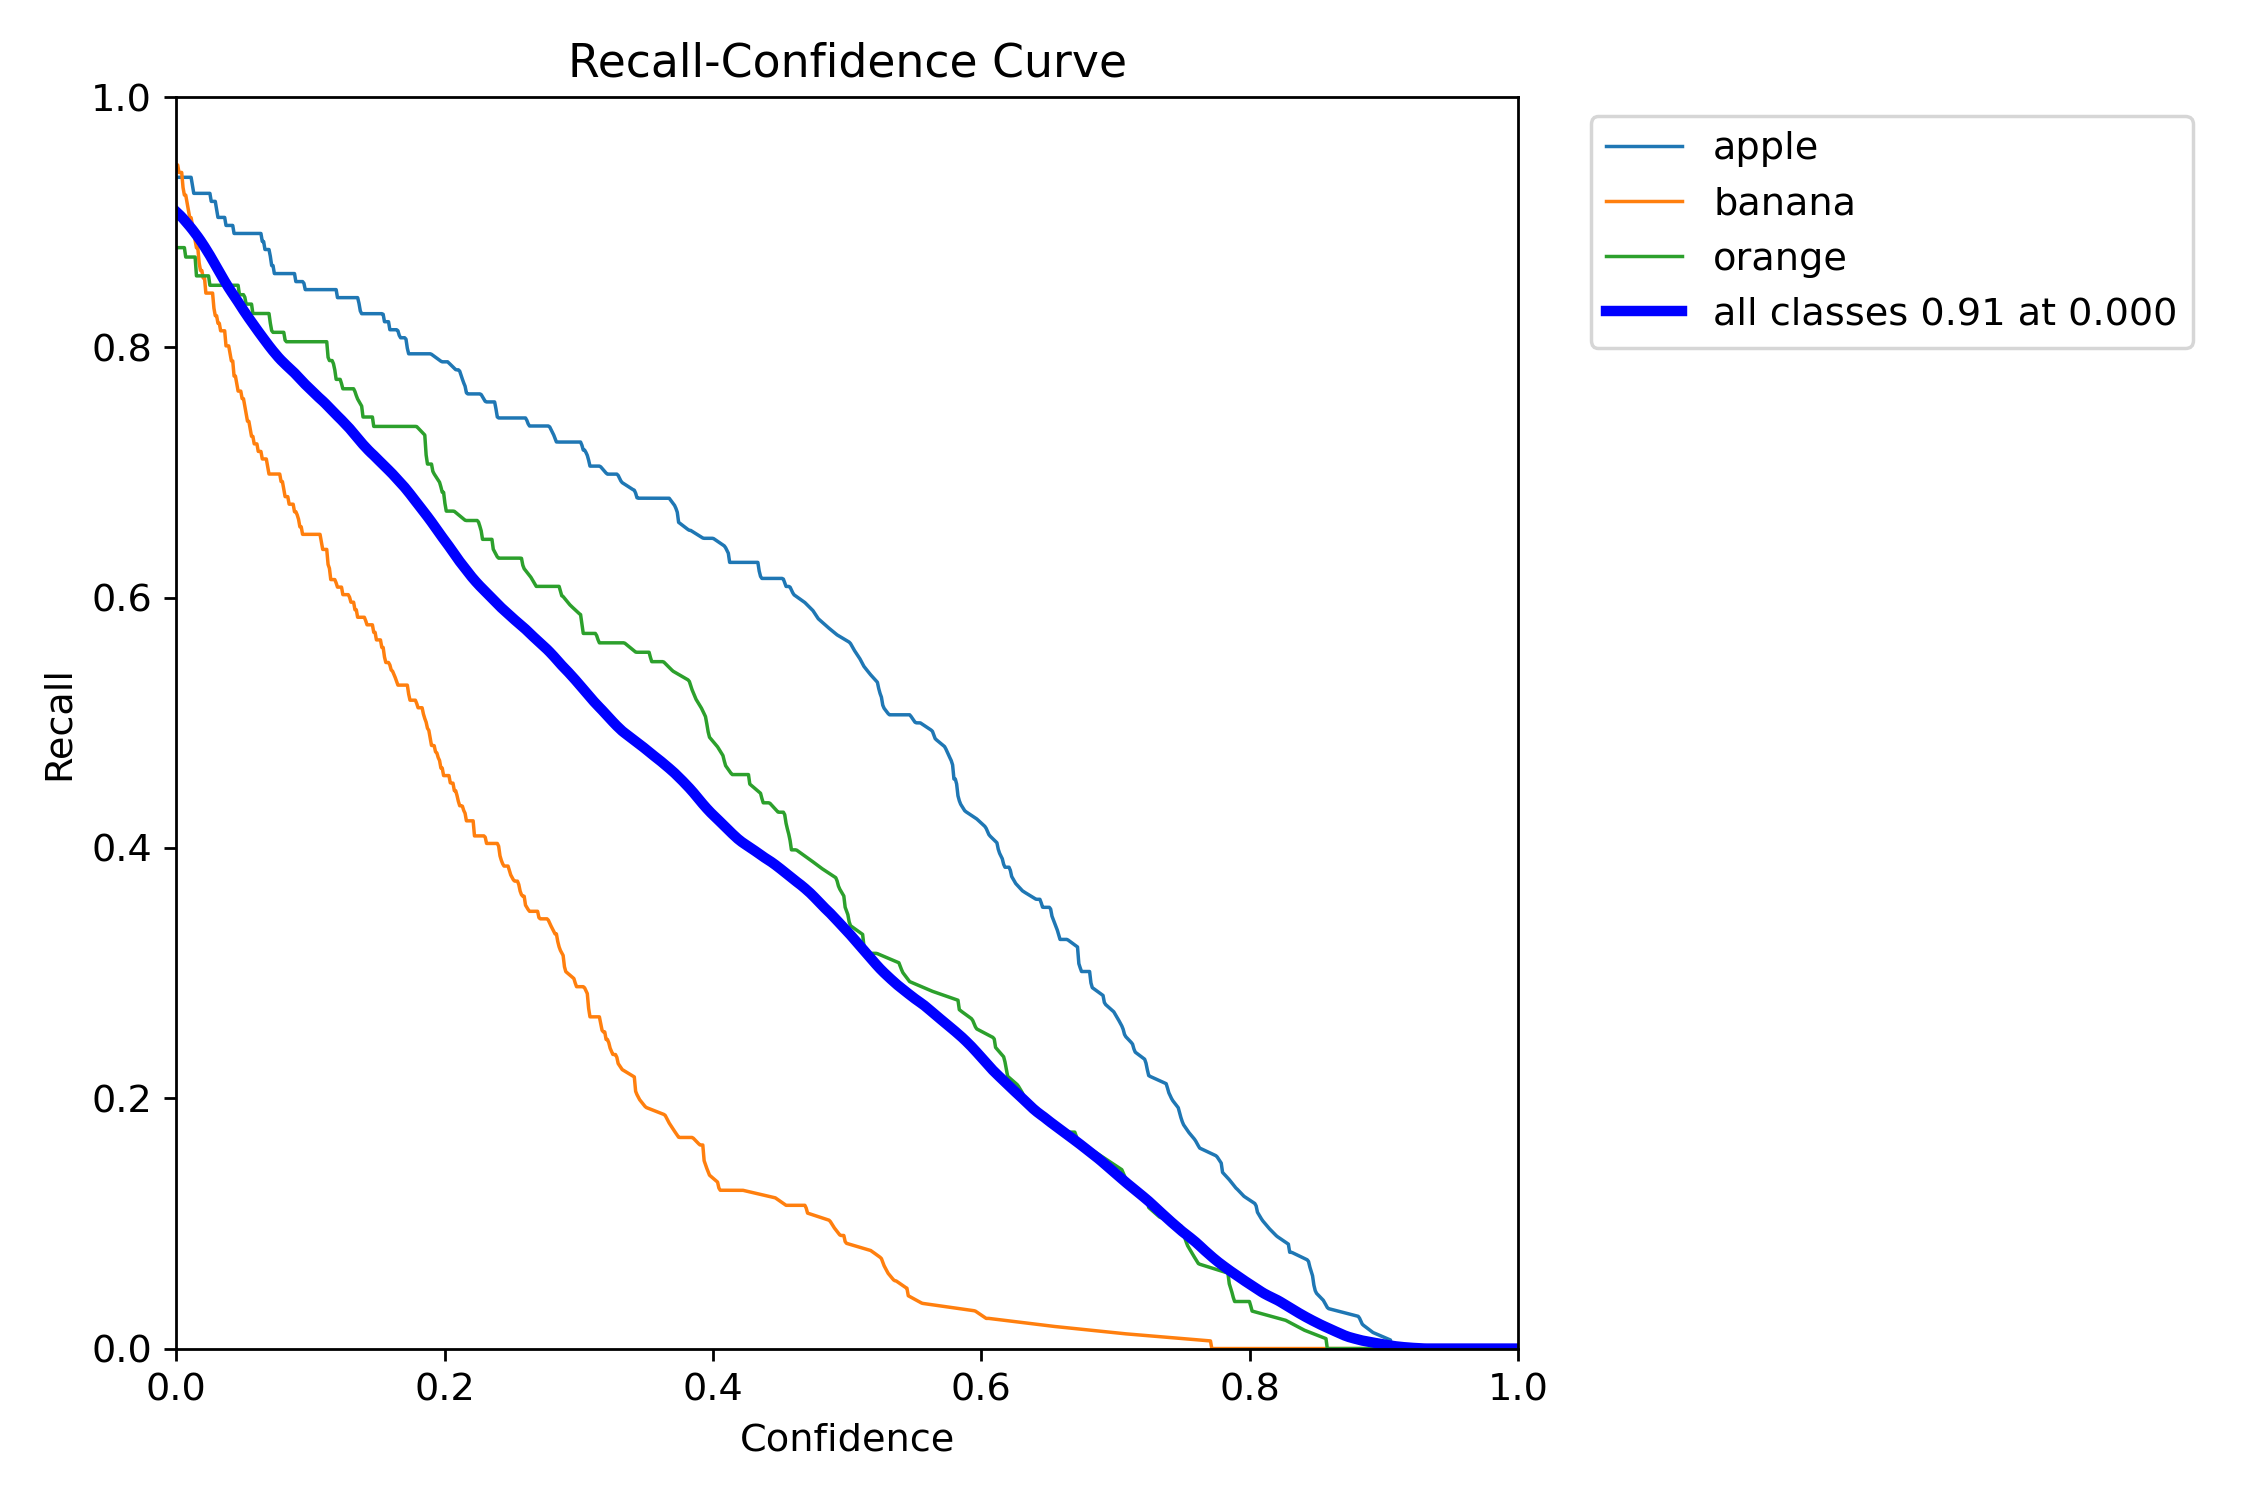 Recall-Confidence Curve
1.0
0.8
0.6
0.4
0.2
0.0
Recall
0.0 0.2 0.4 0.6 0.8 1.0
Confidence
apple
banana
orange
all classes 0.91 at 0.000